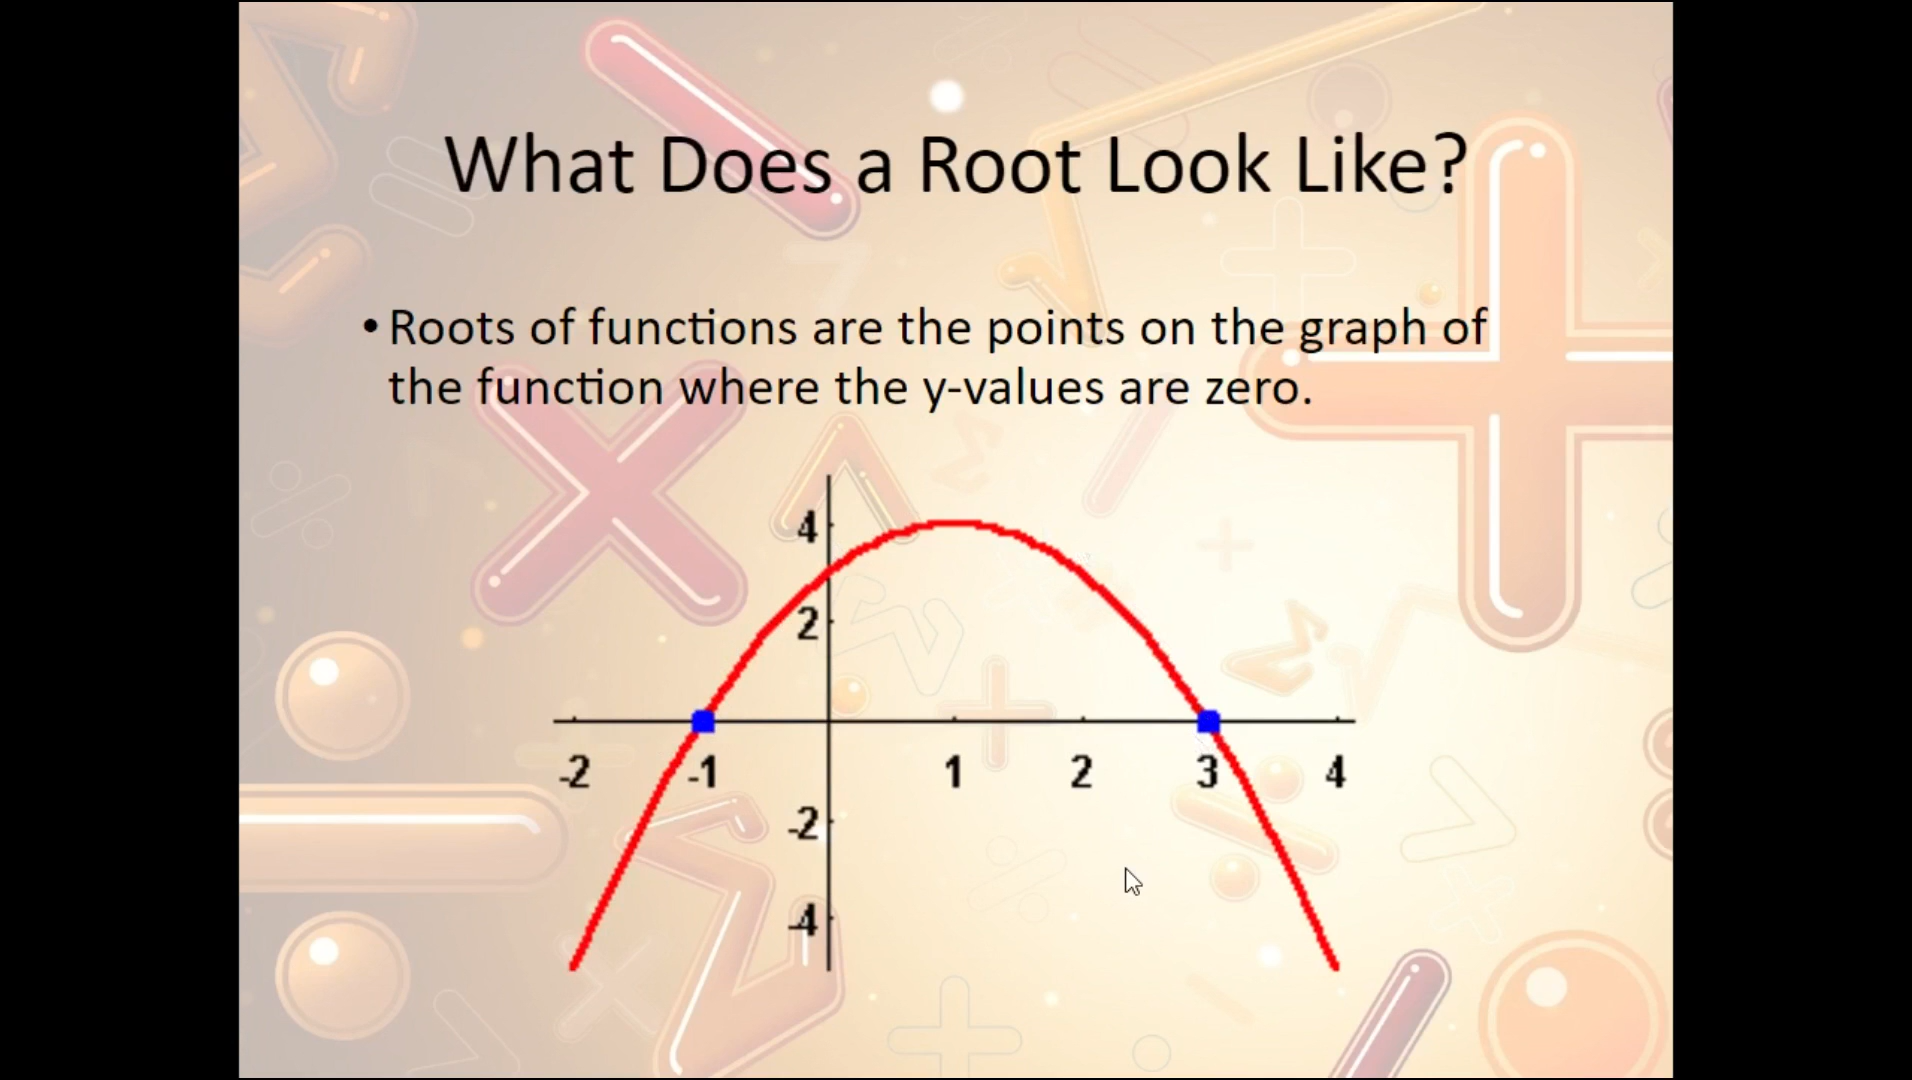 What Does a Root Look Like?
• Roots of functions are the points on the graph of
the function where the y-values are zero.
4
2
-2 -1 1 2 3 4
-2
-4